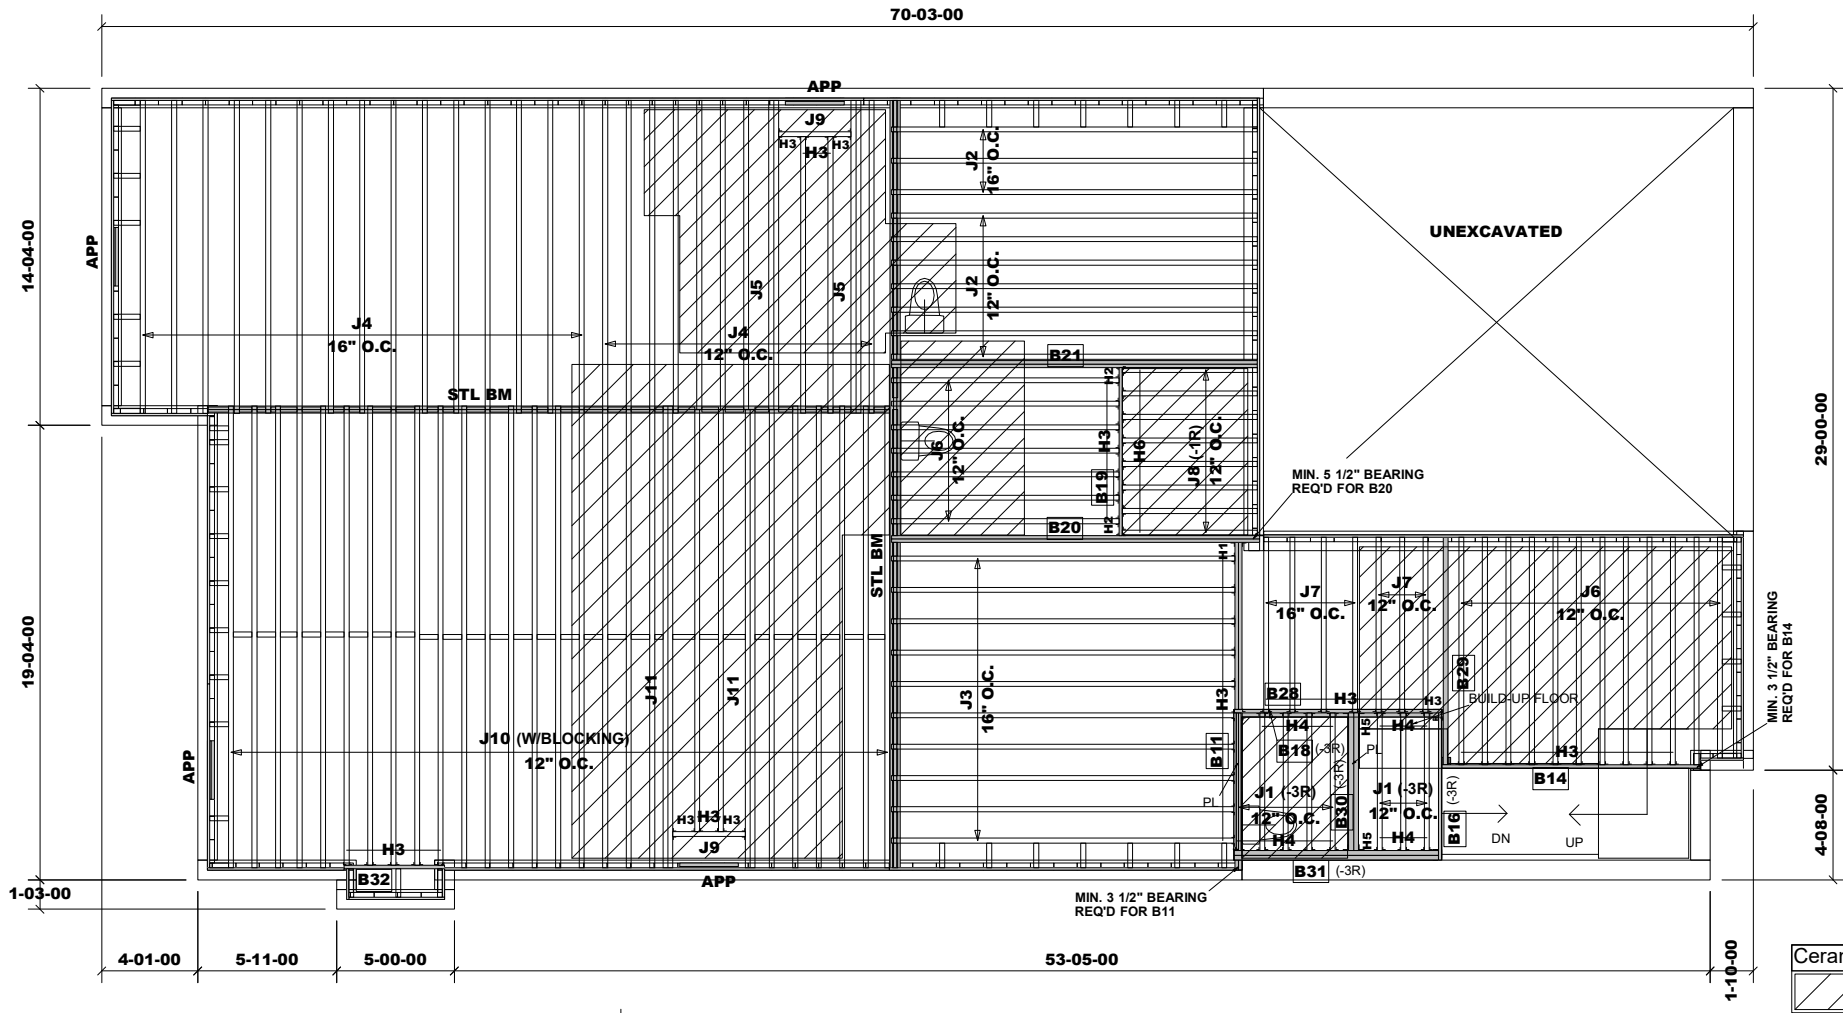 70-03-00
APP
J9
H3
H3
H3
J2
16" O.C.
UNEXCAVATED
14-04-00
APP
J5
J5
J2
12" O.C.
J4
16" O.C.
J4
12" O.C.
29-00-00
B21
STL BM
H2
J6
12" O.C.
H3
H6
J8 (-1R)
12" O.C.
B19
MIN. 5 1/2" BEARING
REQ'D FOR B20
H2
B20
STL BM
H1
J7
16" O.C.
J7
12" O.C.
J6
12" O.C.
MIN. 3 1/2" BEARING
REQ'D FOR B14
19-04-00
J11
J11
J3
16" O.C.
H3
B29
B28
H3
H3
BUILD-UP FLOOR
H4
H5
H4
J10 (W/BLOCKING)
12" O.C.
APP
B11
B18 (-3R)
PL
H3
B14
PL
J1 (-3R)
12" O.C.
B30
(-3R)
J1 (-3R)
12" O.C.
B16
(-3R)
DN
UP
4-08-00
H3
H3
H3
J9
H4
H5
H4
H3
B32
APP
B31 (-3R)
1-03-00
MIN. 3 1/2" BEARING
REQ'D FOR B11
4-01-00
5-11-00
5-00-00
53-05-00
1-10-00